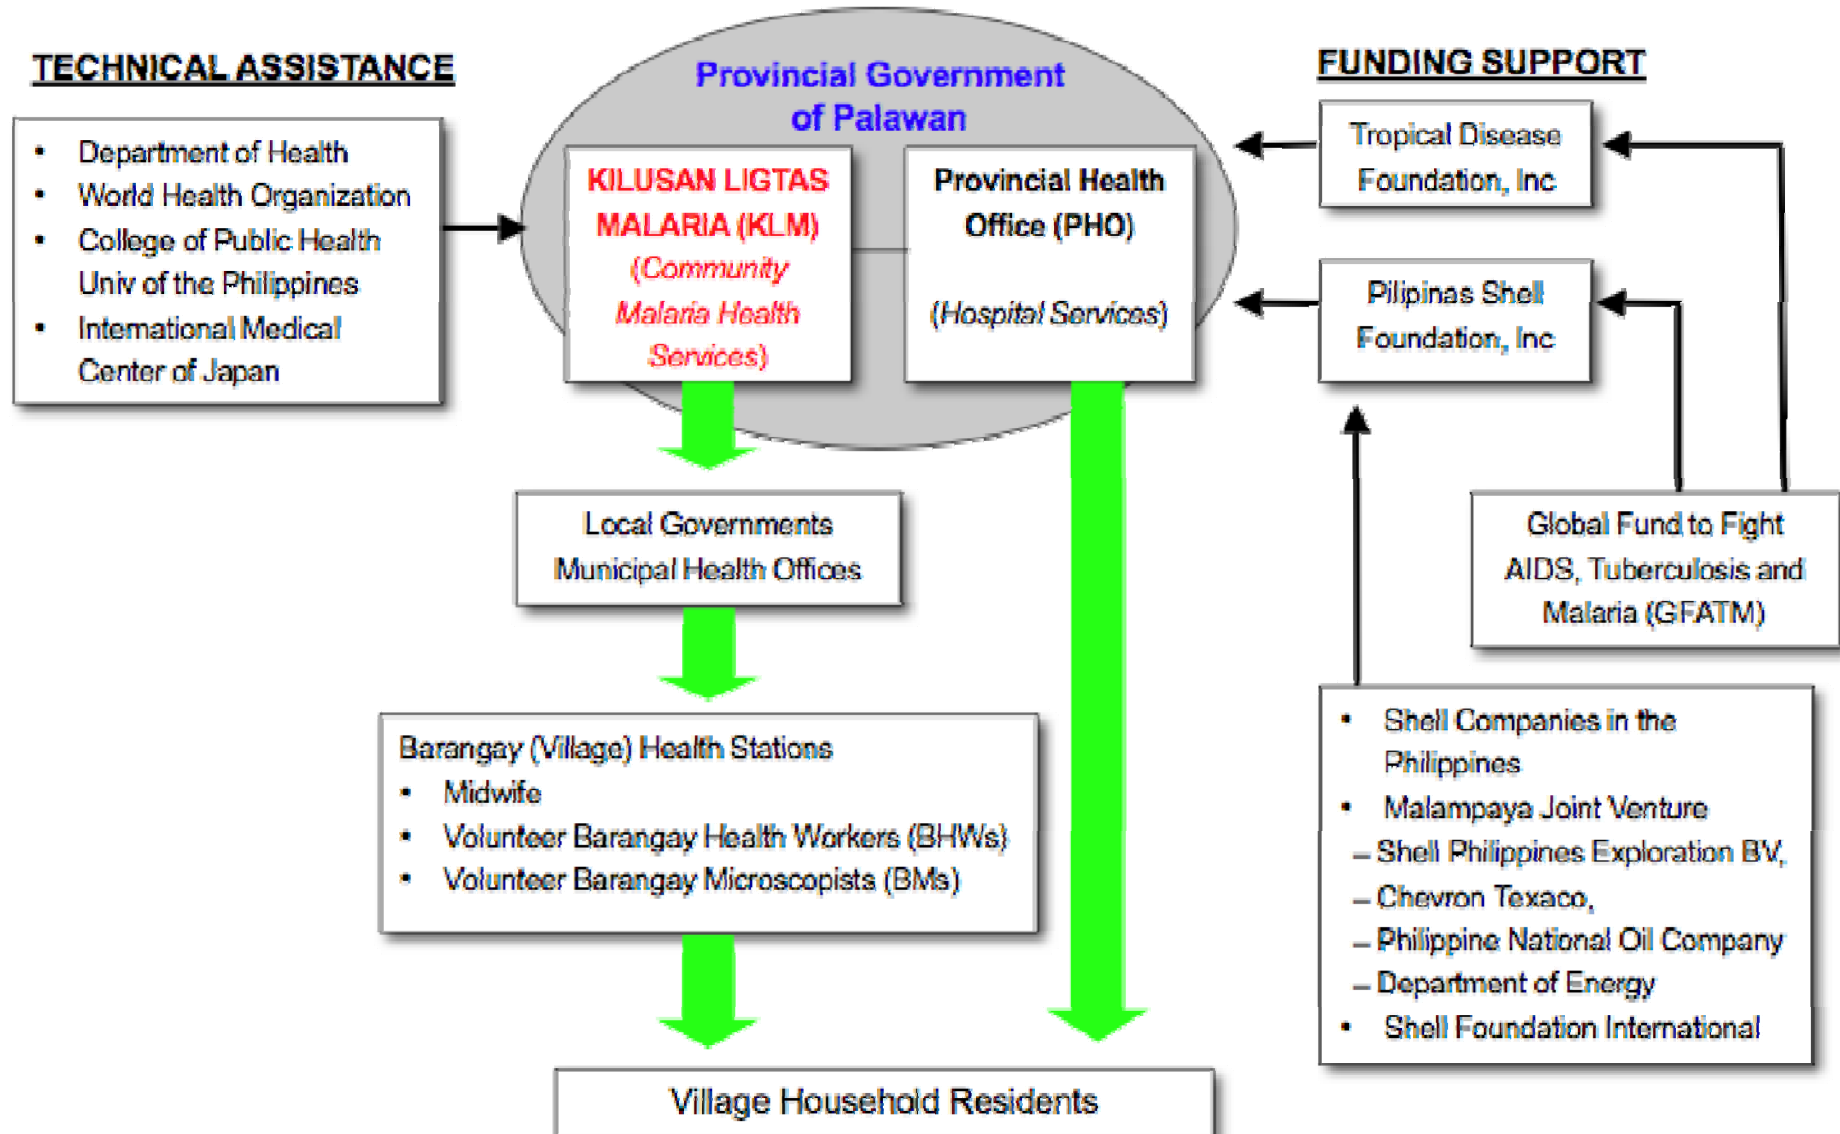 TECHNICAL ASSISTANCE
• Department of Health
• World Health Organization
• College of Public Health
Univ of the Philippines
• International Medical
Center of Japan
Provincial Government
of Palawan
KILUSAN LIGTAS
MALARIA (KLM)
(Community
Malaria Health
Services)
Provincial Health
Office (PHO)
(Hospital Services)
FUNDING SUPPORT
Tropical Disease
Foundation, Inc
Pilipinas Shell
Foundation, Inc
Global Fund to Fight
AIDS, Tuberculosis and
Malaria (GFATM)
• Shell Companies in the
Philippines
• Malampaya Joint Venture
– Shell Philippines Exploration BV,
– Chevron Texaco,
– Philippine National Oil Company
– Department of Energy
• Shell Foundation International
Local Governments
Municipal Health Offices
Barangay (Village) Health Stations
• Midwife
• Volunteer Barangay Health Workers (BHWs)
• Volunteer Barangay Microscopists (BMs)
Village Household Residents